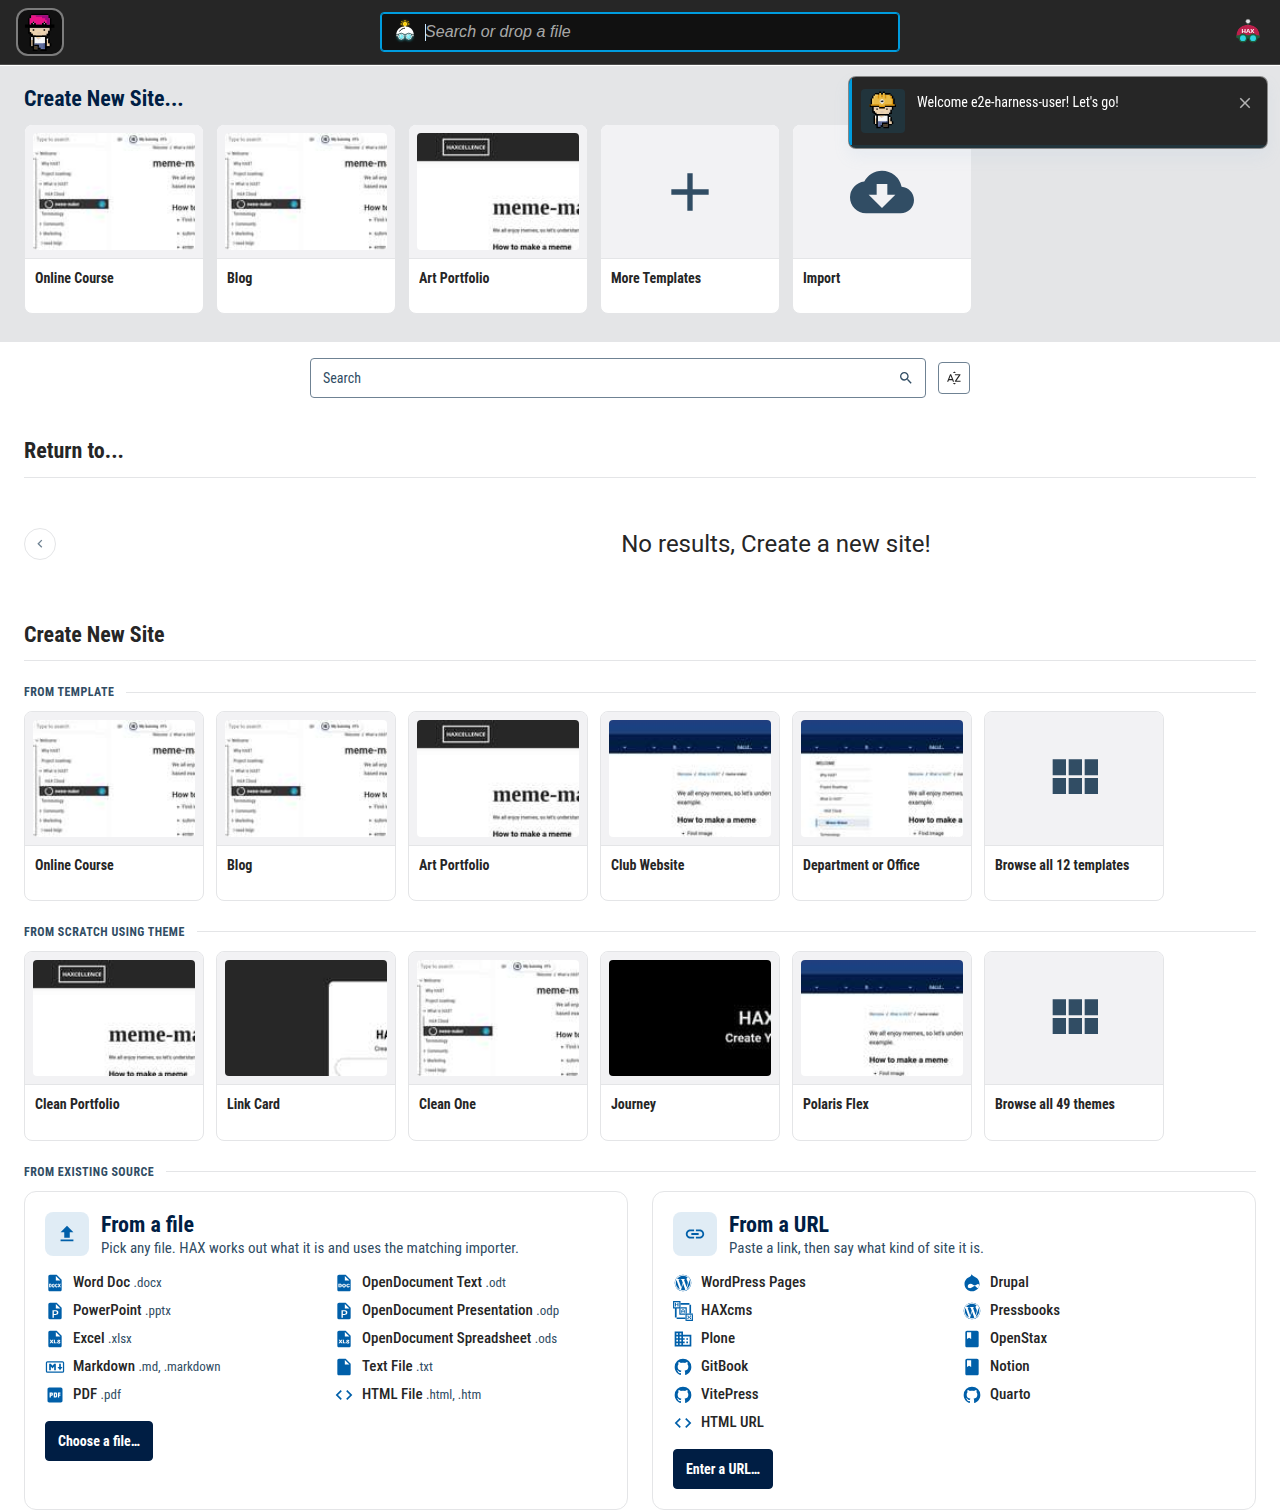 Search or drop a file
HAX
Create New Site...
Welcome e2e-harness-user! Let's go!
Online Course
Blog
HAXCELLENCE
Art Portfolio
More Templates
Import
Search
AZ
Return to...
No results, Create a new site!
Create New Site
FROM TEMPLATE
Online Course
Blog
HAXCELLENCE
Art Portfolio
Club Website
Department or Office
Browse all 12 templates
FROM SCRATCH USING THEME
HAXCELLENCE
Clean Portfolio
Link Card
Clean One
Journey
Polaris Flex
Browse all 49 themes
FROM EXISTING SOURCE
From a file
Pick any file. HAX works out what it is and uses the matching importer.
Word Doc .docx
OpenDocument Text .odt
PowerPoint .pptx
OpenDocument Presentation .odp
Excel .xlsx
OpenDocument Spreadsheet .ods
Markdown .md, .markdown
Text File .txt
PDF .pdf
HTML File .html, .htm
Choose a file...
From a URL
Paste a link, then say what kind of site it is.
WordPress Pages
Drupal
HAXcms
Pressbooks
Plone
OpenStax
GitBook
Notion
VitePress
Quarto
HTML URL
Enter a URL...